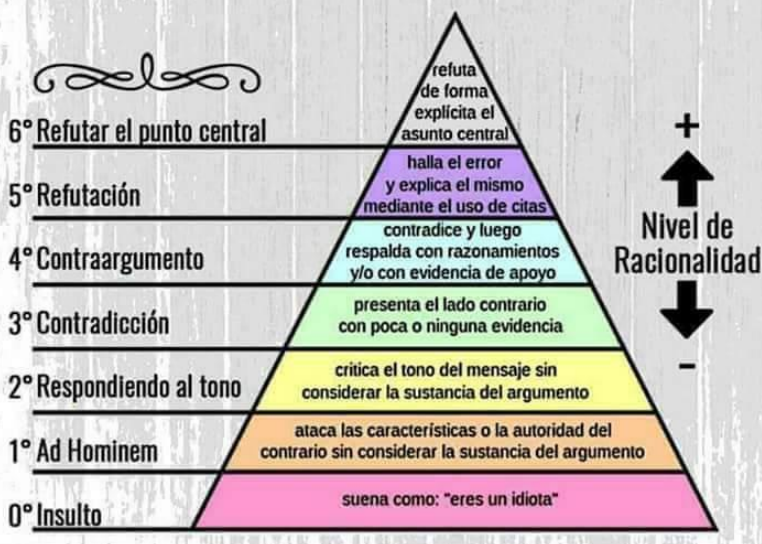 refuta
de forma
explícita el
asunto central
6° Refutar el punto central
halla el error
y explica el mismo
mediante el uso de citas
5° Refutación
contradice y luego
respalda con razonamientos
y/o con evidencia de apoyo
4° Contraargumento
presenta el lado contrario
con poca o ninguna evidencia
3° Contradicción
critica el tono del mensaje sin
considerar la sustancia del argumento
2° Respondiendo al tono
ataca las características o la autoridad del
contrario sin considerar la sustancia del argumento
1° Ad Hominem
suena como: "eres un idiota"
0° Insulto
+
Nivel de
Racionalidad
-